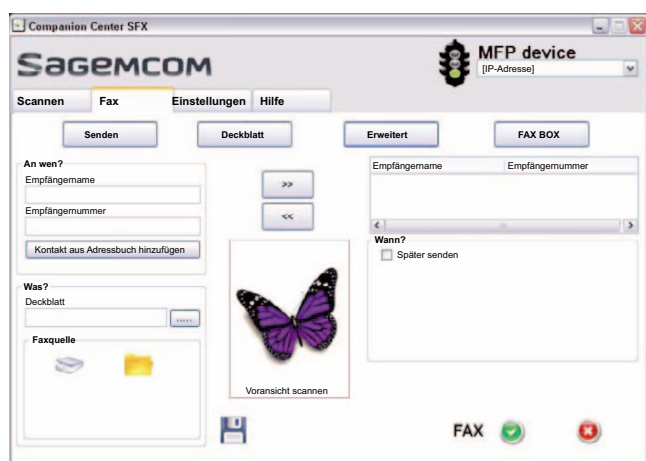 Companion Center SFX
Sagemcom
MFP device
[IP-Adresse]
Scannen Fax Einstellungen Hilfe
Senden Deckblatt Erweitert FAX BOX
An wen?
Empfängername
Empfängernummer
Kontakt aus Adressbuch hinzufügen
>>
<<
Empfängername Empfängernummer
Wann?
Später senden
Was?
Deckblatt
.....
Faxquelle
Voransicht scannen
FAX